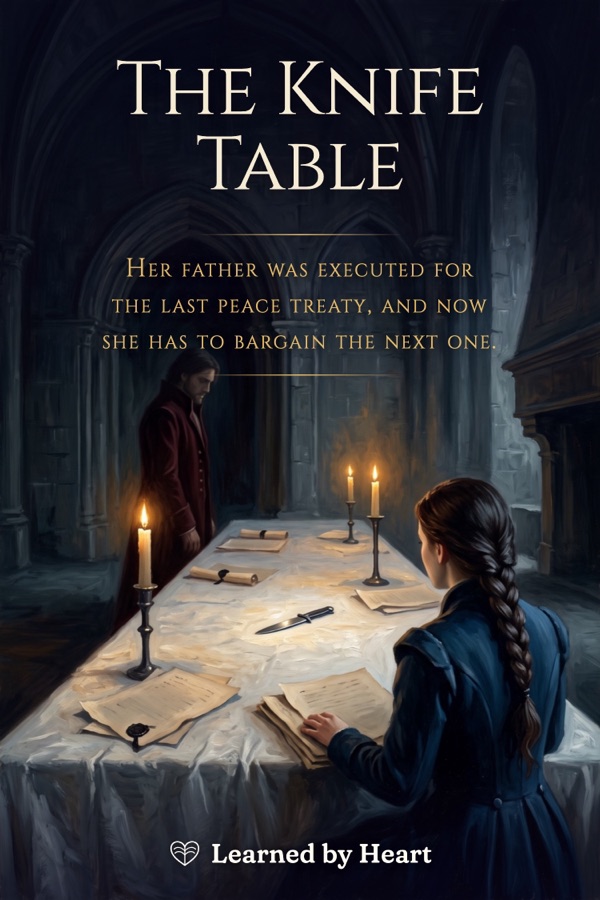 The Knife
Table
Her father was executed for
the last peace treaty, and now
she has to bargain the next one.
Learned by Heart